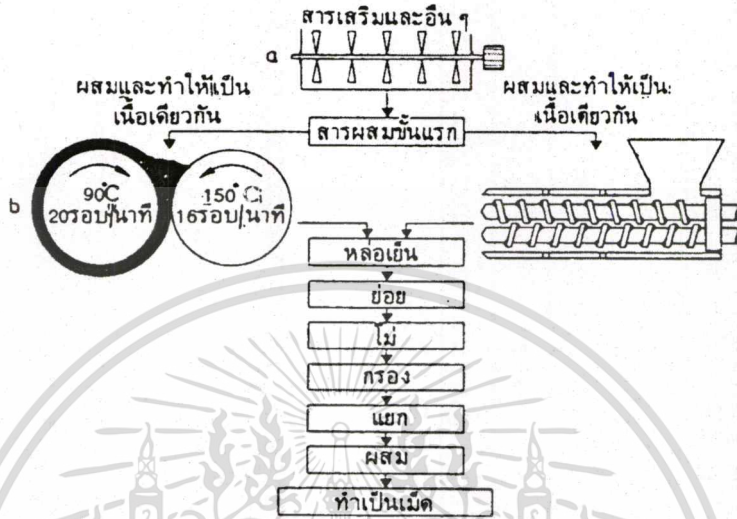 สารเสริมและอื่น ๆ
a
ผสมและทำให้เป็น
เนื้อเดียวกัน
ผสมและทำให้เป็น
เนื้อเดียวกัน
สารผสมขั้นแรก
b
90°C
20รอบ/นาที
150°C
16รอบ/นาที
หล่อเย็น
ย่อย
โม่
กรอง
แยก
ผสม
ทำเป็นเม็ด